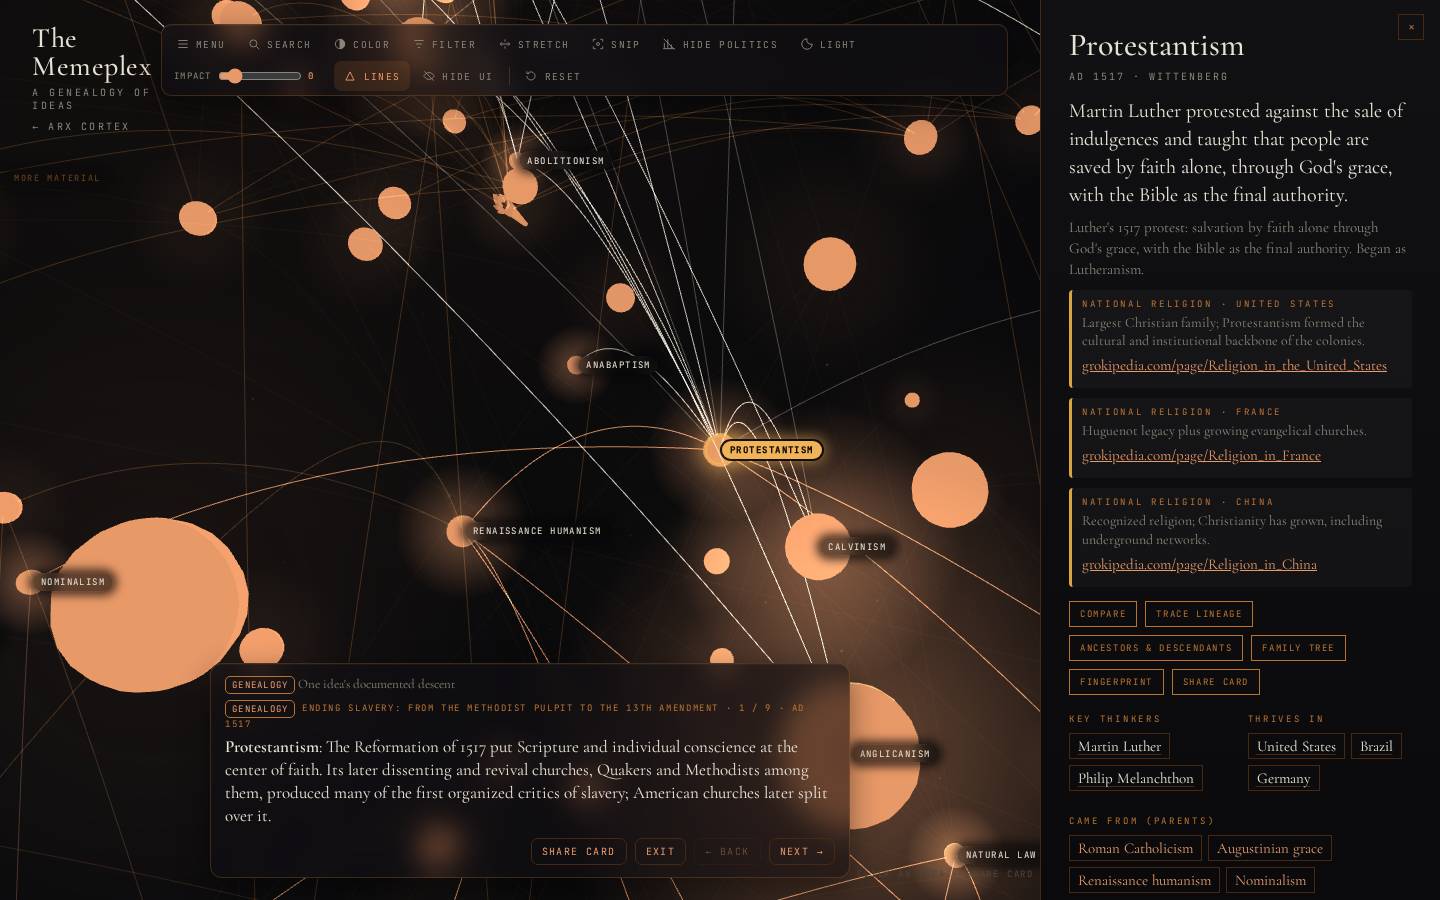 The
Memeplex
A GENEALOGY OF
IDEAS
← ARX CORTEX
MORE MATERIAL
MENU SEARCH COLOR FILTER STRETCH SNIP HIDE POLITICS LIGHT
IMPACT 0 LINES HIDE UI RESET
ABOLITIONISM
ANABAPTISM
PROTESTANTISM
RENAISSANCE HUMANISM
CALVINISM
NOMINALISM
ANGLICANISM
NATURAL LAW
GENEALOGY One idea's documented descent
GENEALOGY ENDING SLAVERY: FROM THE METHODIST PULPIT TO THE 13TH AMENDMENT · 1 / 9 · AD
1517
Protestantism: The Reformation of 1517 put Scripture and individual conscience at the
center of faith. Its later dissenting and revival churches, Quakers and Methodists among
them, produced many of the first organized critics of slavery; American churches later split
over it.
SHARE CARD EXIT ← BACK NEXT →
SHARE CARD
×
Protestantism
AD 1517 · WITTENBERG
Martin Luther protested against the sale of
indulgences and taught that people are
saved by faith alone, through God's grace,
with the Bible as the final authority.
Luther's 1517 protest: salvation by faith alone through
God's grace, with the Bible as the final authority. Began as
Lutheranism.
NATIONAL RELIGION · UNITED STATES
Largest Christian family; Protestantism formed the
cultural and institutional backbone of the colonies.
grokipedia.com/page/Religion_in_the_United_States
NATIONAL RELIGION · FRANCE
Huguenot legacy plus growing evangelical churches.
grokipedia.com/page/Religion_in_France
NATIONAL RELIGION · CHINA
Recognized religion; Christianity has grown, including
underground networks.
grokipedia.com/page/Religion_in_China
COMPARE TRACE LINEAGE
ANCESTORS & DESCENDANTS FAMILY TREE
FINGERPRINT SHARE CARD
KEY THINKERS
Martin Luther
Philip Melanchthon
THRIVES IN
United States Brazil
Germany
CAME FROM (PARENTS)
Roman Catholicism Augustinian grace
Renaissance humanism Nominalism